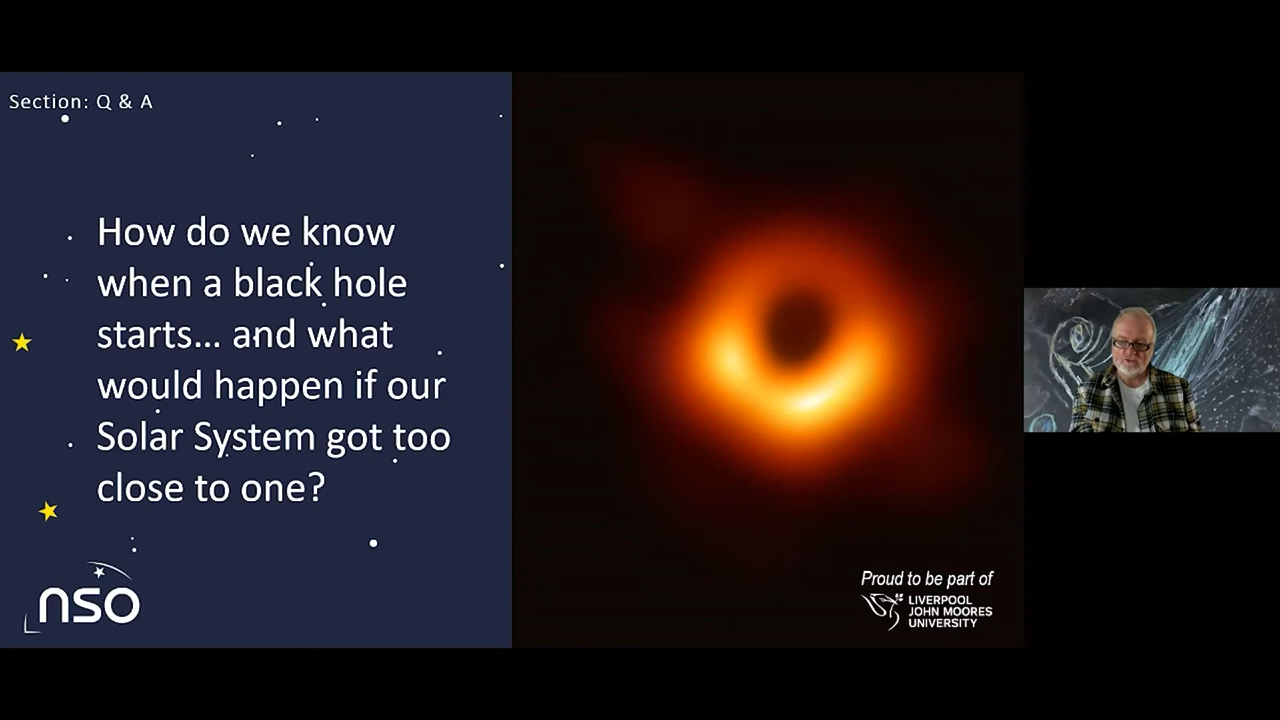 Section: Q & A
How do we know
when a black hole
starts... and what
would happen if our
Solar System got too
close to one?
nso
Proud to be part of
LIVERPOOL
JOHN MOORES
UNIVERSITY